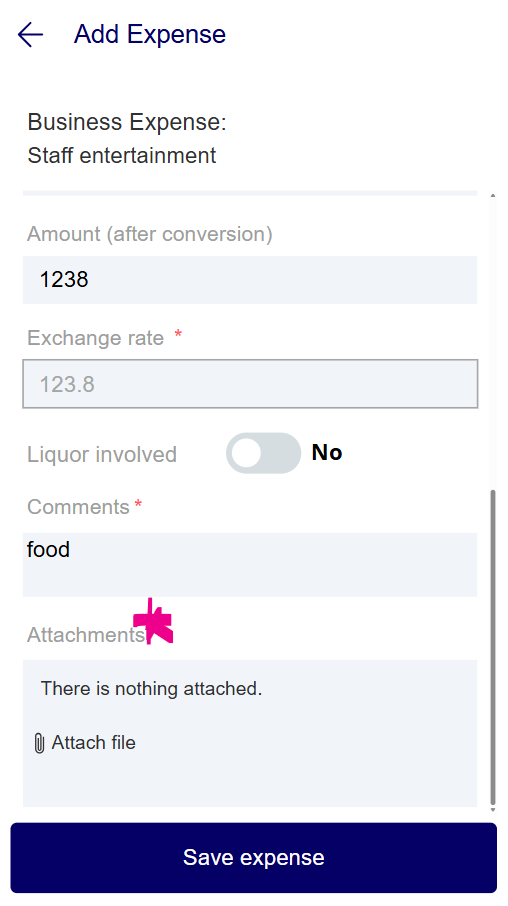 Add Expense
Business Expense:
Staff entertainment
Amount (after conversion)
1238
Exchange rate *
123.8
Liquor involved No
Comments *
food
Attachments
There is nothing attached.
Attach file
Save expense